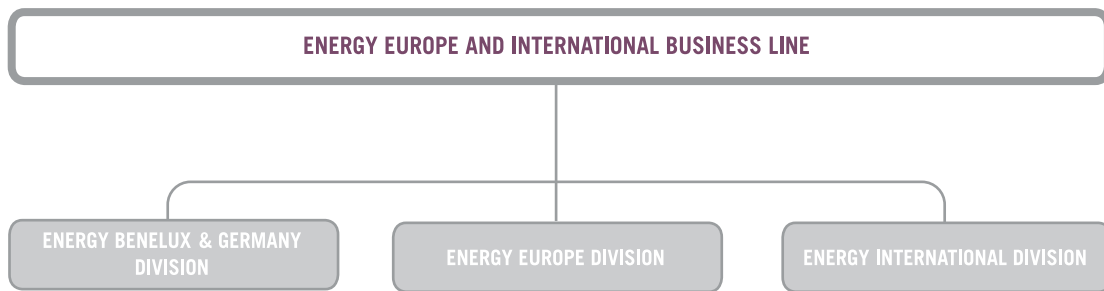 ENERGY EUROPE AND INTERNATIONAL BUSINESS LINE
ENERGY BENELUX & GERMANY
DIVISION
ENERGY EUROPE DIVISION
ENERGY INTERNATIONAL DIVISION